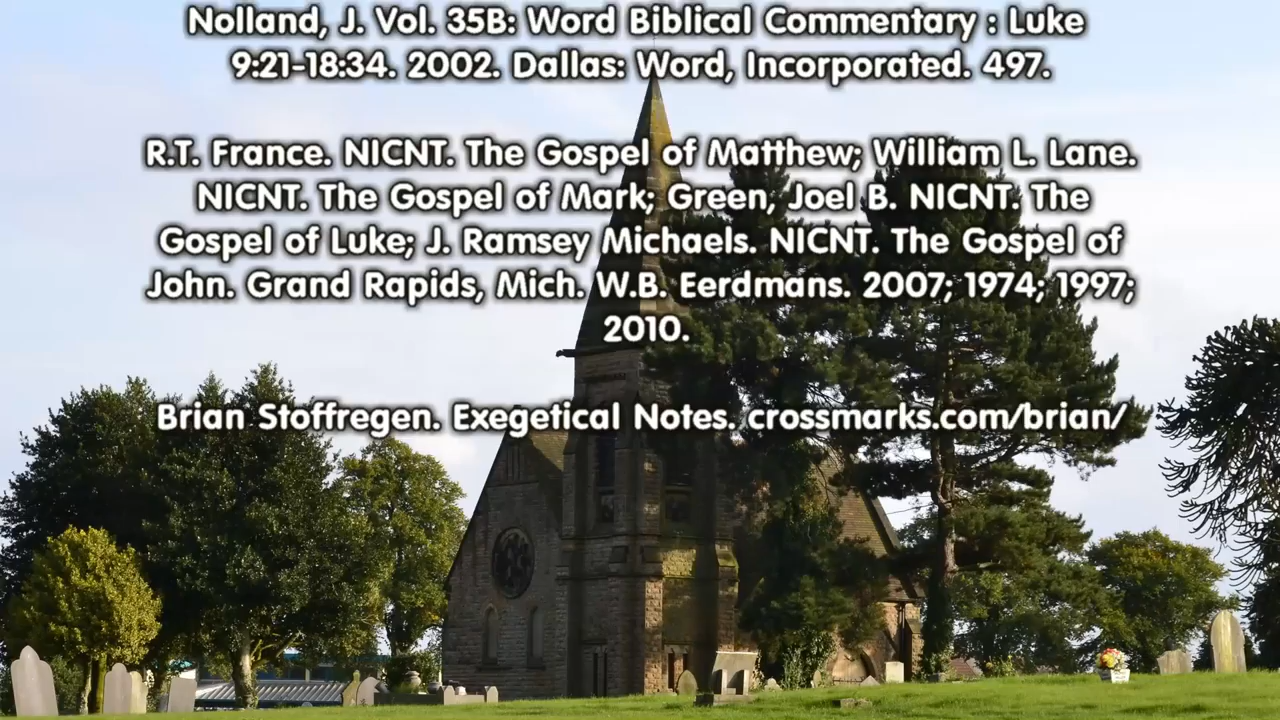 Nolland, J. Vol. 35B: Word Biblical Commentary : Luke
9:21-18:34. 2002. Dallas: Word, Incorporated. 497.
R.T. France. NICNT. The Gospel of Matthew; William L. Lane.
NICNT. The Gospel of Mark; Green, Joel B. NICNT. The
Gospel of Luke; J. Ramsey Michaels. NICNT. The Gospel of
John. Grand Rapids, Mich. W.B. Eerdmans. 2007; 1974; 1997;
2010.
Brian Stoffregen. Exegetical Notes. crossmarks.com/brian/